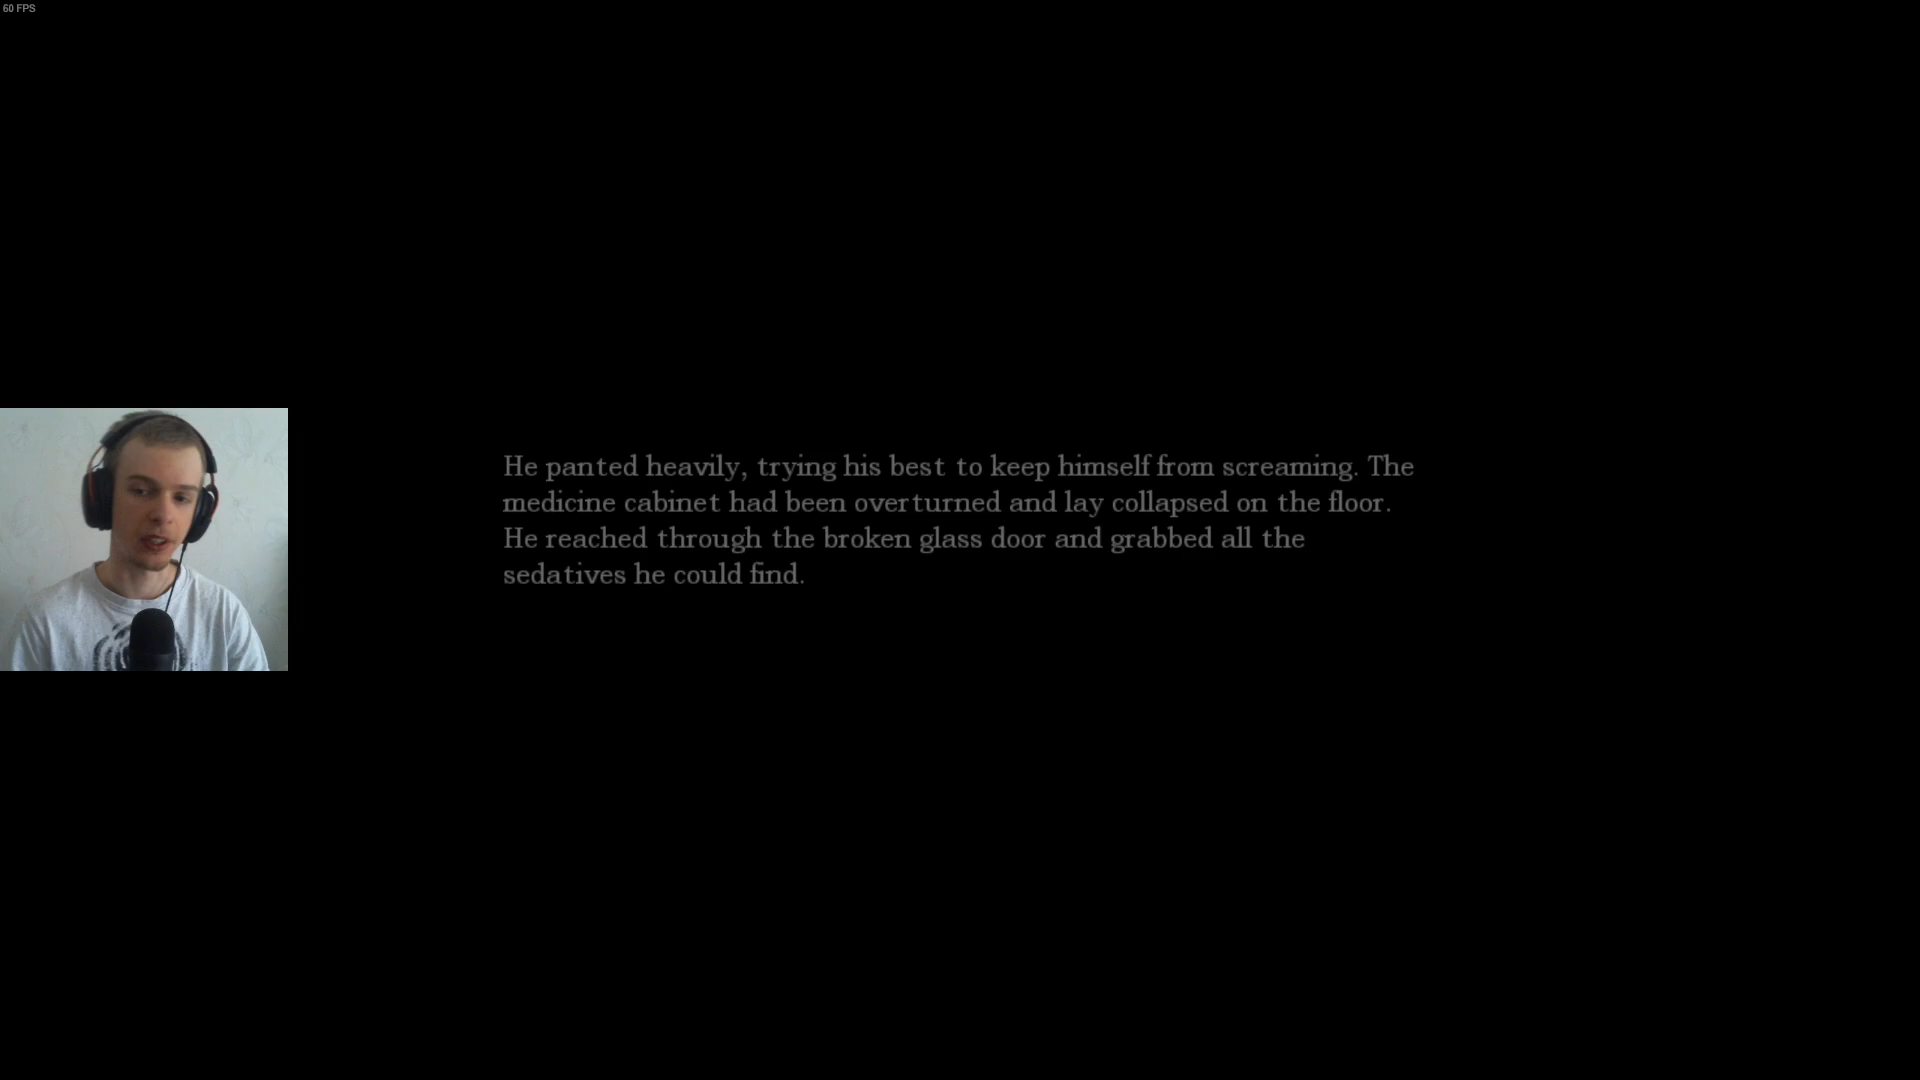 60 FPS
He panted heavily, trying his best to keep himself from screaming. The
medicine cabinet had been overturned and lay collapsed on the floor.
He reached through the broken glass door and grabbed all the
sedatives he could find.